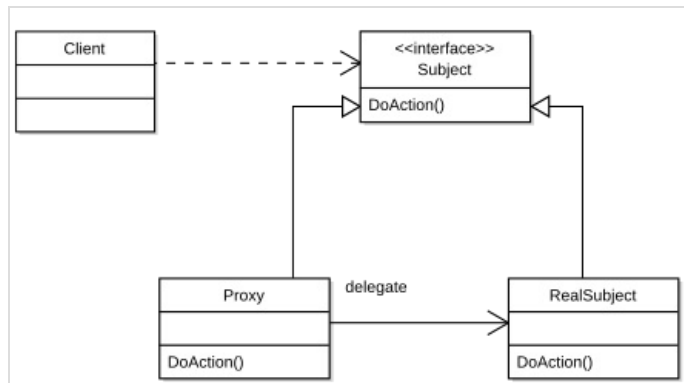 Client
<<interface>>
Subject
DoAction()
delegate
Proxy
DoAction()
RealSubject
DoAction()